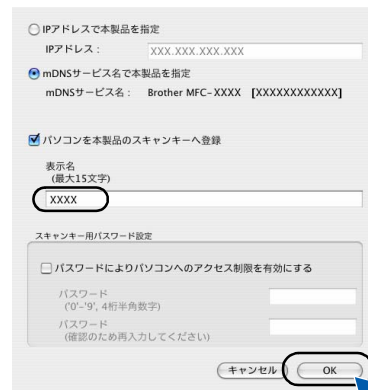 IPアドレスで本製品を指定
IPアドレス： XXX.XXX.XXX.XXX
mDNSサービス名で本製品を指定
mDNSサービス名： Brother MFC-XXXX [XXXXXXXXXXXX]
パソコンを本製品のスキャンキーへ登録
表示名
(最大15文字)
XXXX
スキャンキー用パスワード設定
パスワードによりパソコンへのアクセス制限を有効にする
パスワード
('0'-'9', 4桁半角数字)
パスワード
(確認のため再入力してください)
キャンセル OK